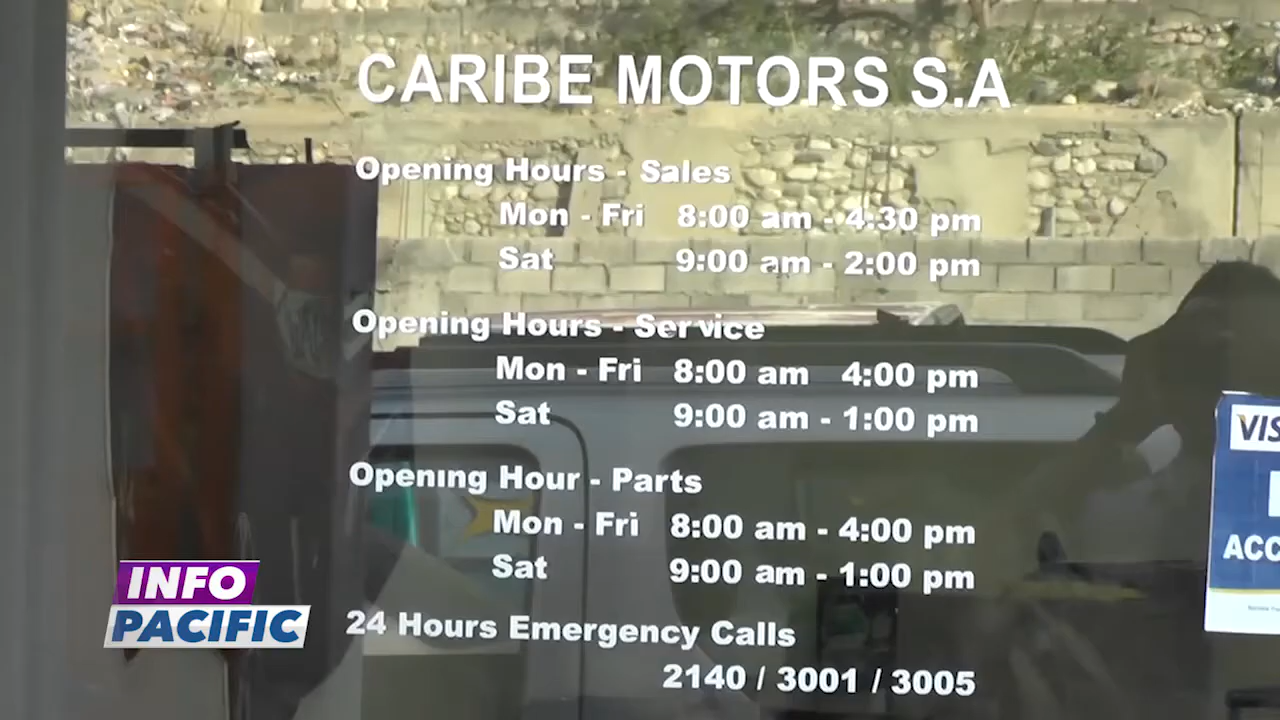 CARIBE MOTORS S.A
Opening Hours - Sales
Mon - Fri 8:00 am - 4:30 pm
Sat 9:00 am - 2:00 pm
Opening Hours - Service
Mon - Fri 8:00 am 4:00 pm
Sat 9:00 am - 1:00 pm
Opening Hour - Parts
Mon - Fri 8:00 am - 4:00 pm
Sat 9:00 am - 1:00 pm
24 Hours Emergency Calls
2140 / 3001 / 3005
VIS
ACC
INFO
PACIFIC